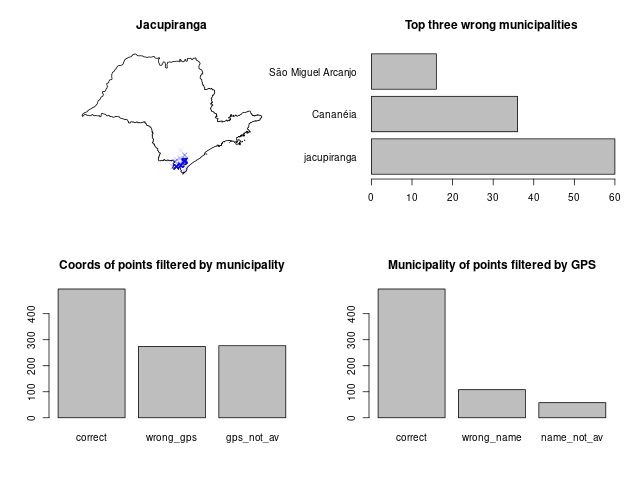 Jacupiranga
Top three wrong municipalities
São Miguel Arcanjo
Cananéia
jacupiranga
0 10 20 30 40 50 60
Coords of points filtered by municipality
0 100 200 300 400
correct wrong_gps gps_not_av
Municipality of points filtered by GPS
0 100 200 300 400
correct wrong_name name_not_av